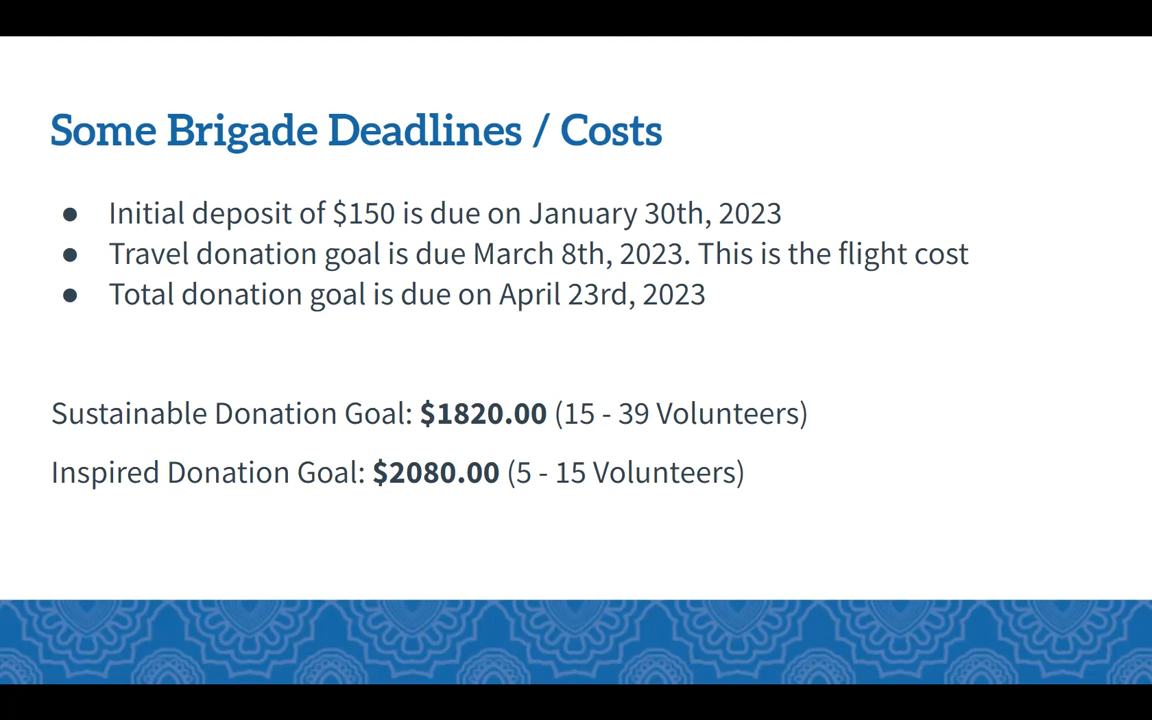 Some Brigade Deadlines / Costs
● Initial deposit of $150 is due on January 30th, 2023
● Travel donation goal is due March 8th, 2023. This is the flight cost
● Total donation goal is due on April 23rd, 2023
Sustainable Donation Goal: $1820.00 (15 - 39 Volunteers)
Inspired Donation Goal: $2080.00 (5 - 15 Volunteers)